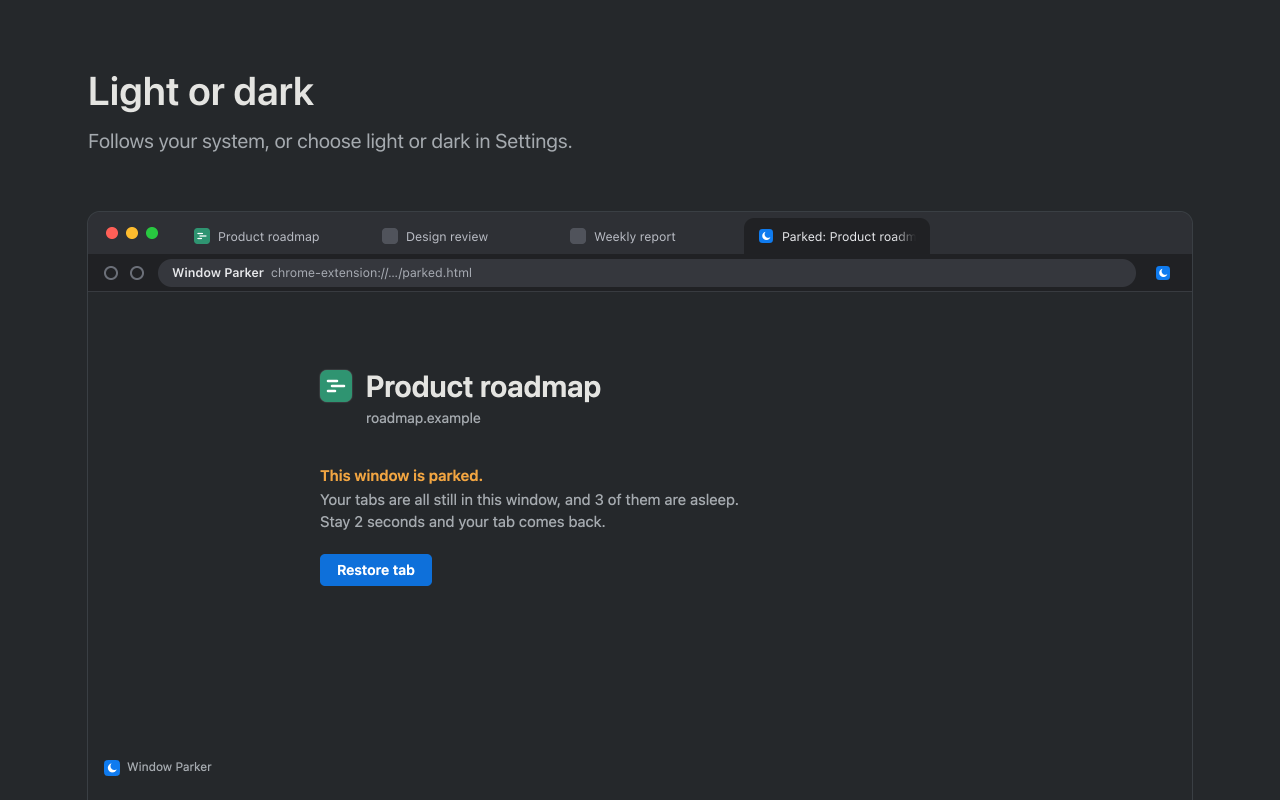 Light or dark
Follows your system, or choose light or dark in Settings.
Product roadmap
Design review
Weekly report
Parked: Product roadm
Window Parker chrome-extension://…/parked.html
Product roadmap
roadmap.example
This window is parked.
Your tabs are all still in this window, and 3 of them are asleep.
Stay 2 seconds and your tab comes back.
Restore tab
Window Parker